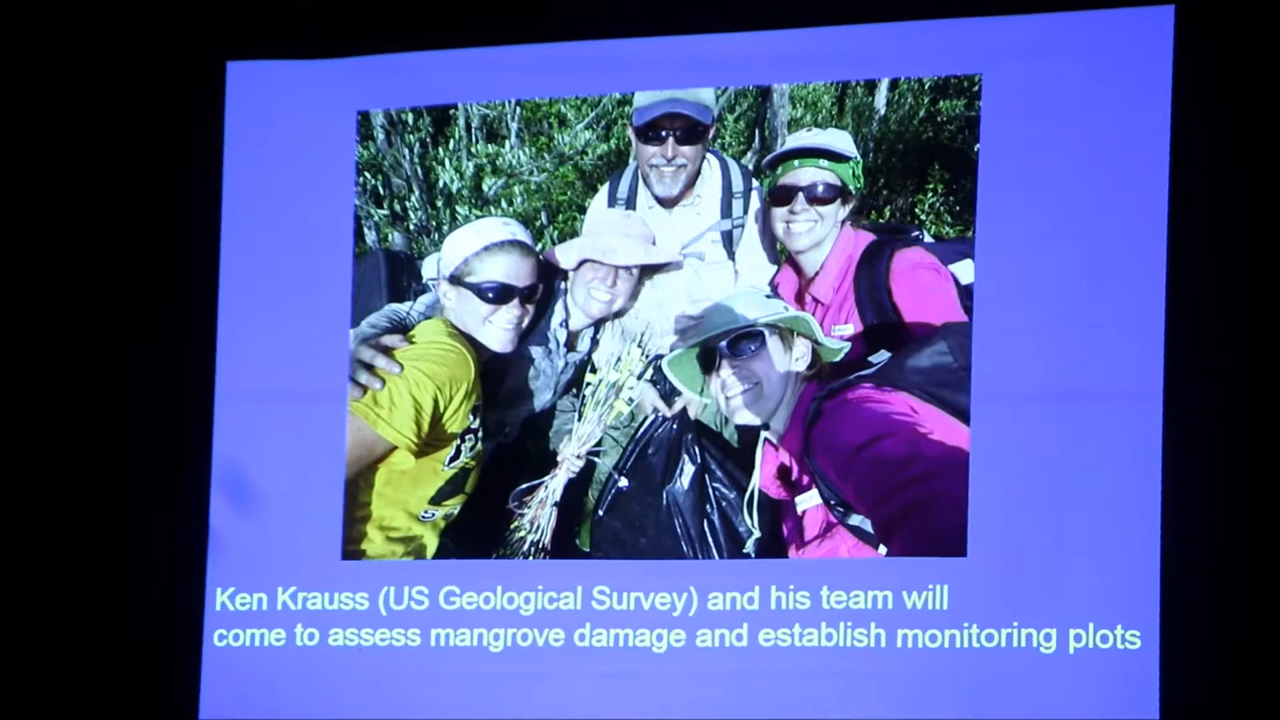 Ken Krauss (US Geological Survey) and his team will
come to assess mangrove damage and establish monitoring plots